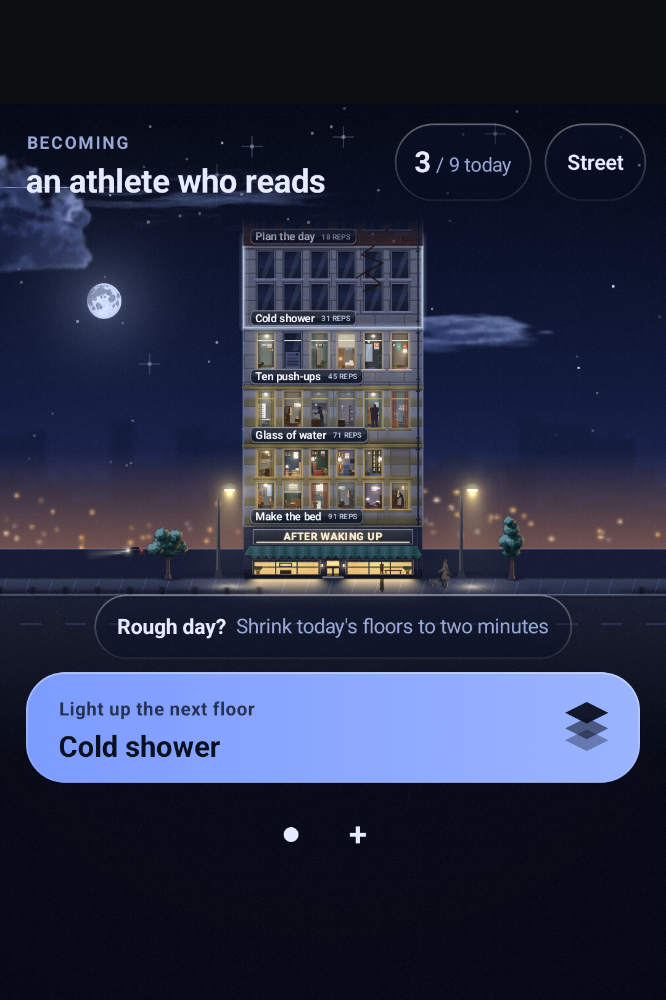 BECOMING
an athlete who reads
3 / 9 today
Street
Plan the day 18 REPS
Cold shower 31 REPS
Ten push-ups 45 REPS
Glass of water 71 REPS
Make the bed 91 REPS
AFTER WAKING UP
Rough day? Shrink today's floors to two minutes
Light up the next floor
Cold shower